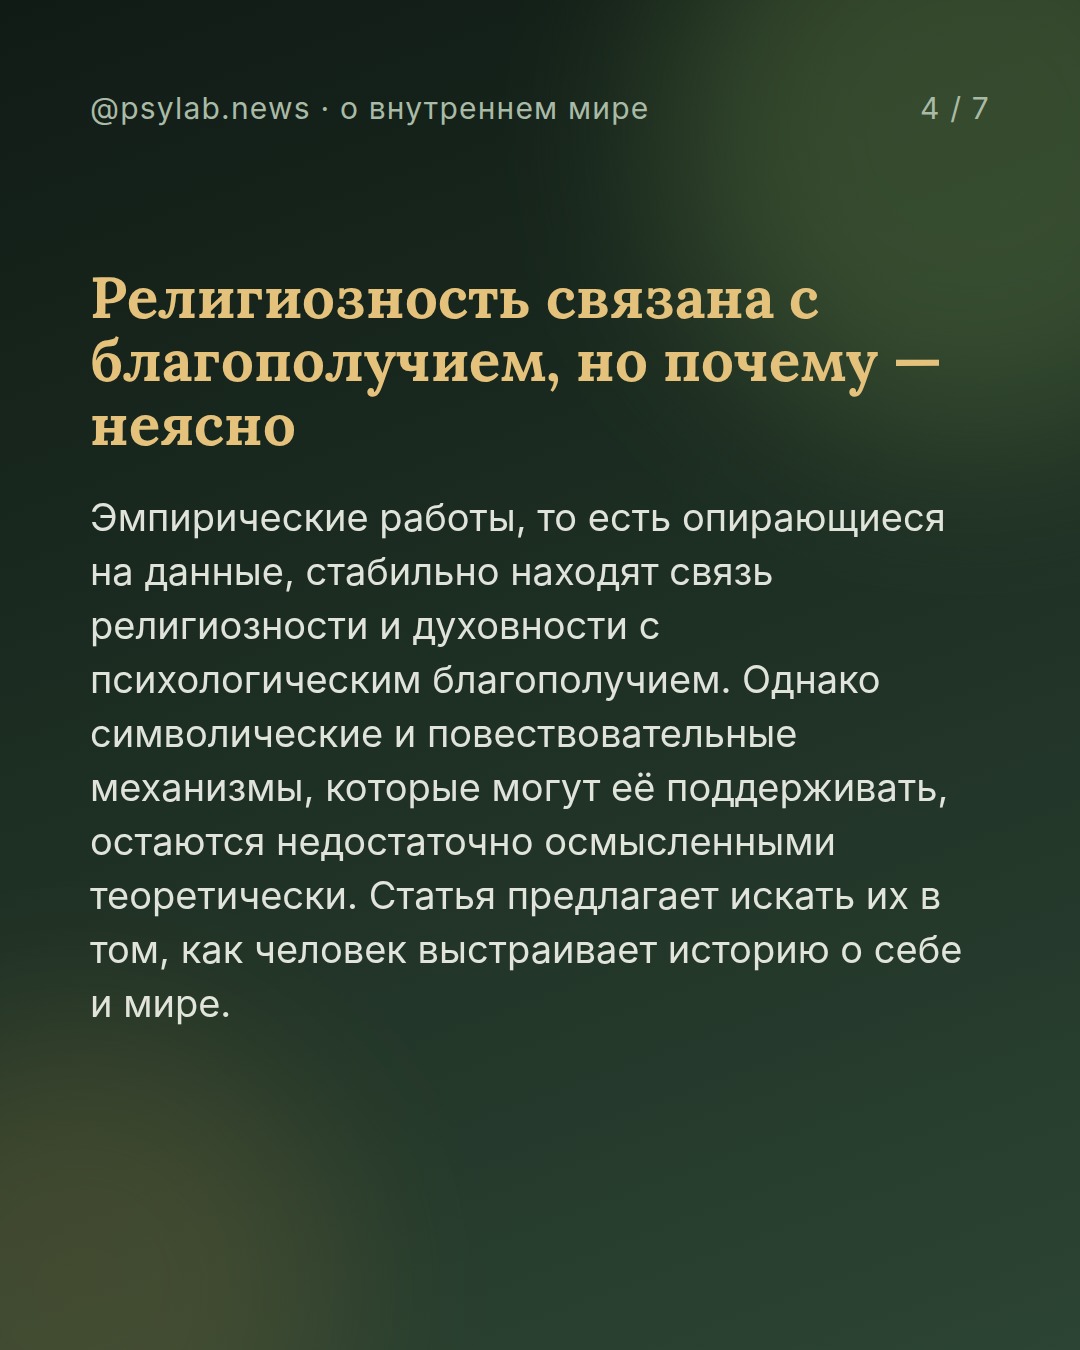 @psylab.news · о внутреннем мире
4 / 7
Религиозность связана с
благополучием, но почему —
неясно
Эмпирические работы, то есть опирающиеся
на данные, стабильно находят связь
религиозности и духовности с
психологическим благополучием. Однако
символические и повествовательные
механизмы, которые могут её поддерживать,
остаются недостаточно осмысленными
теоретически. Статья предлагает искать их в
том, как человек выстраивает историю о себе
и мире.